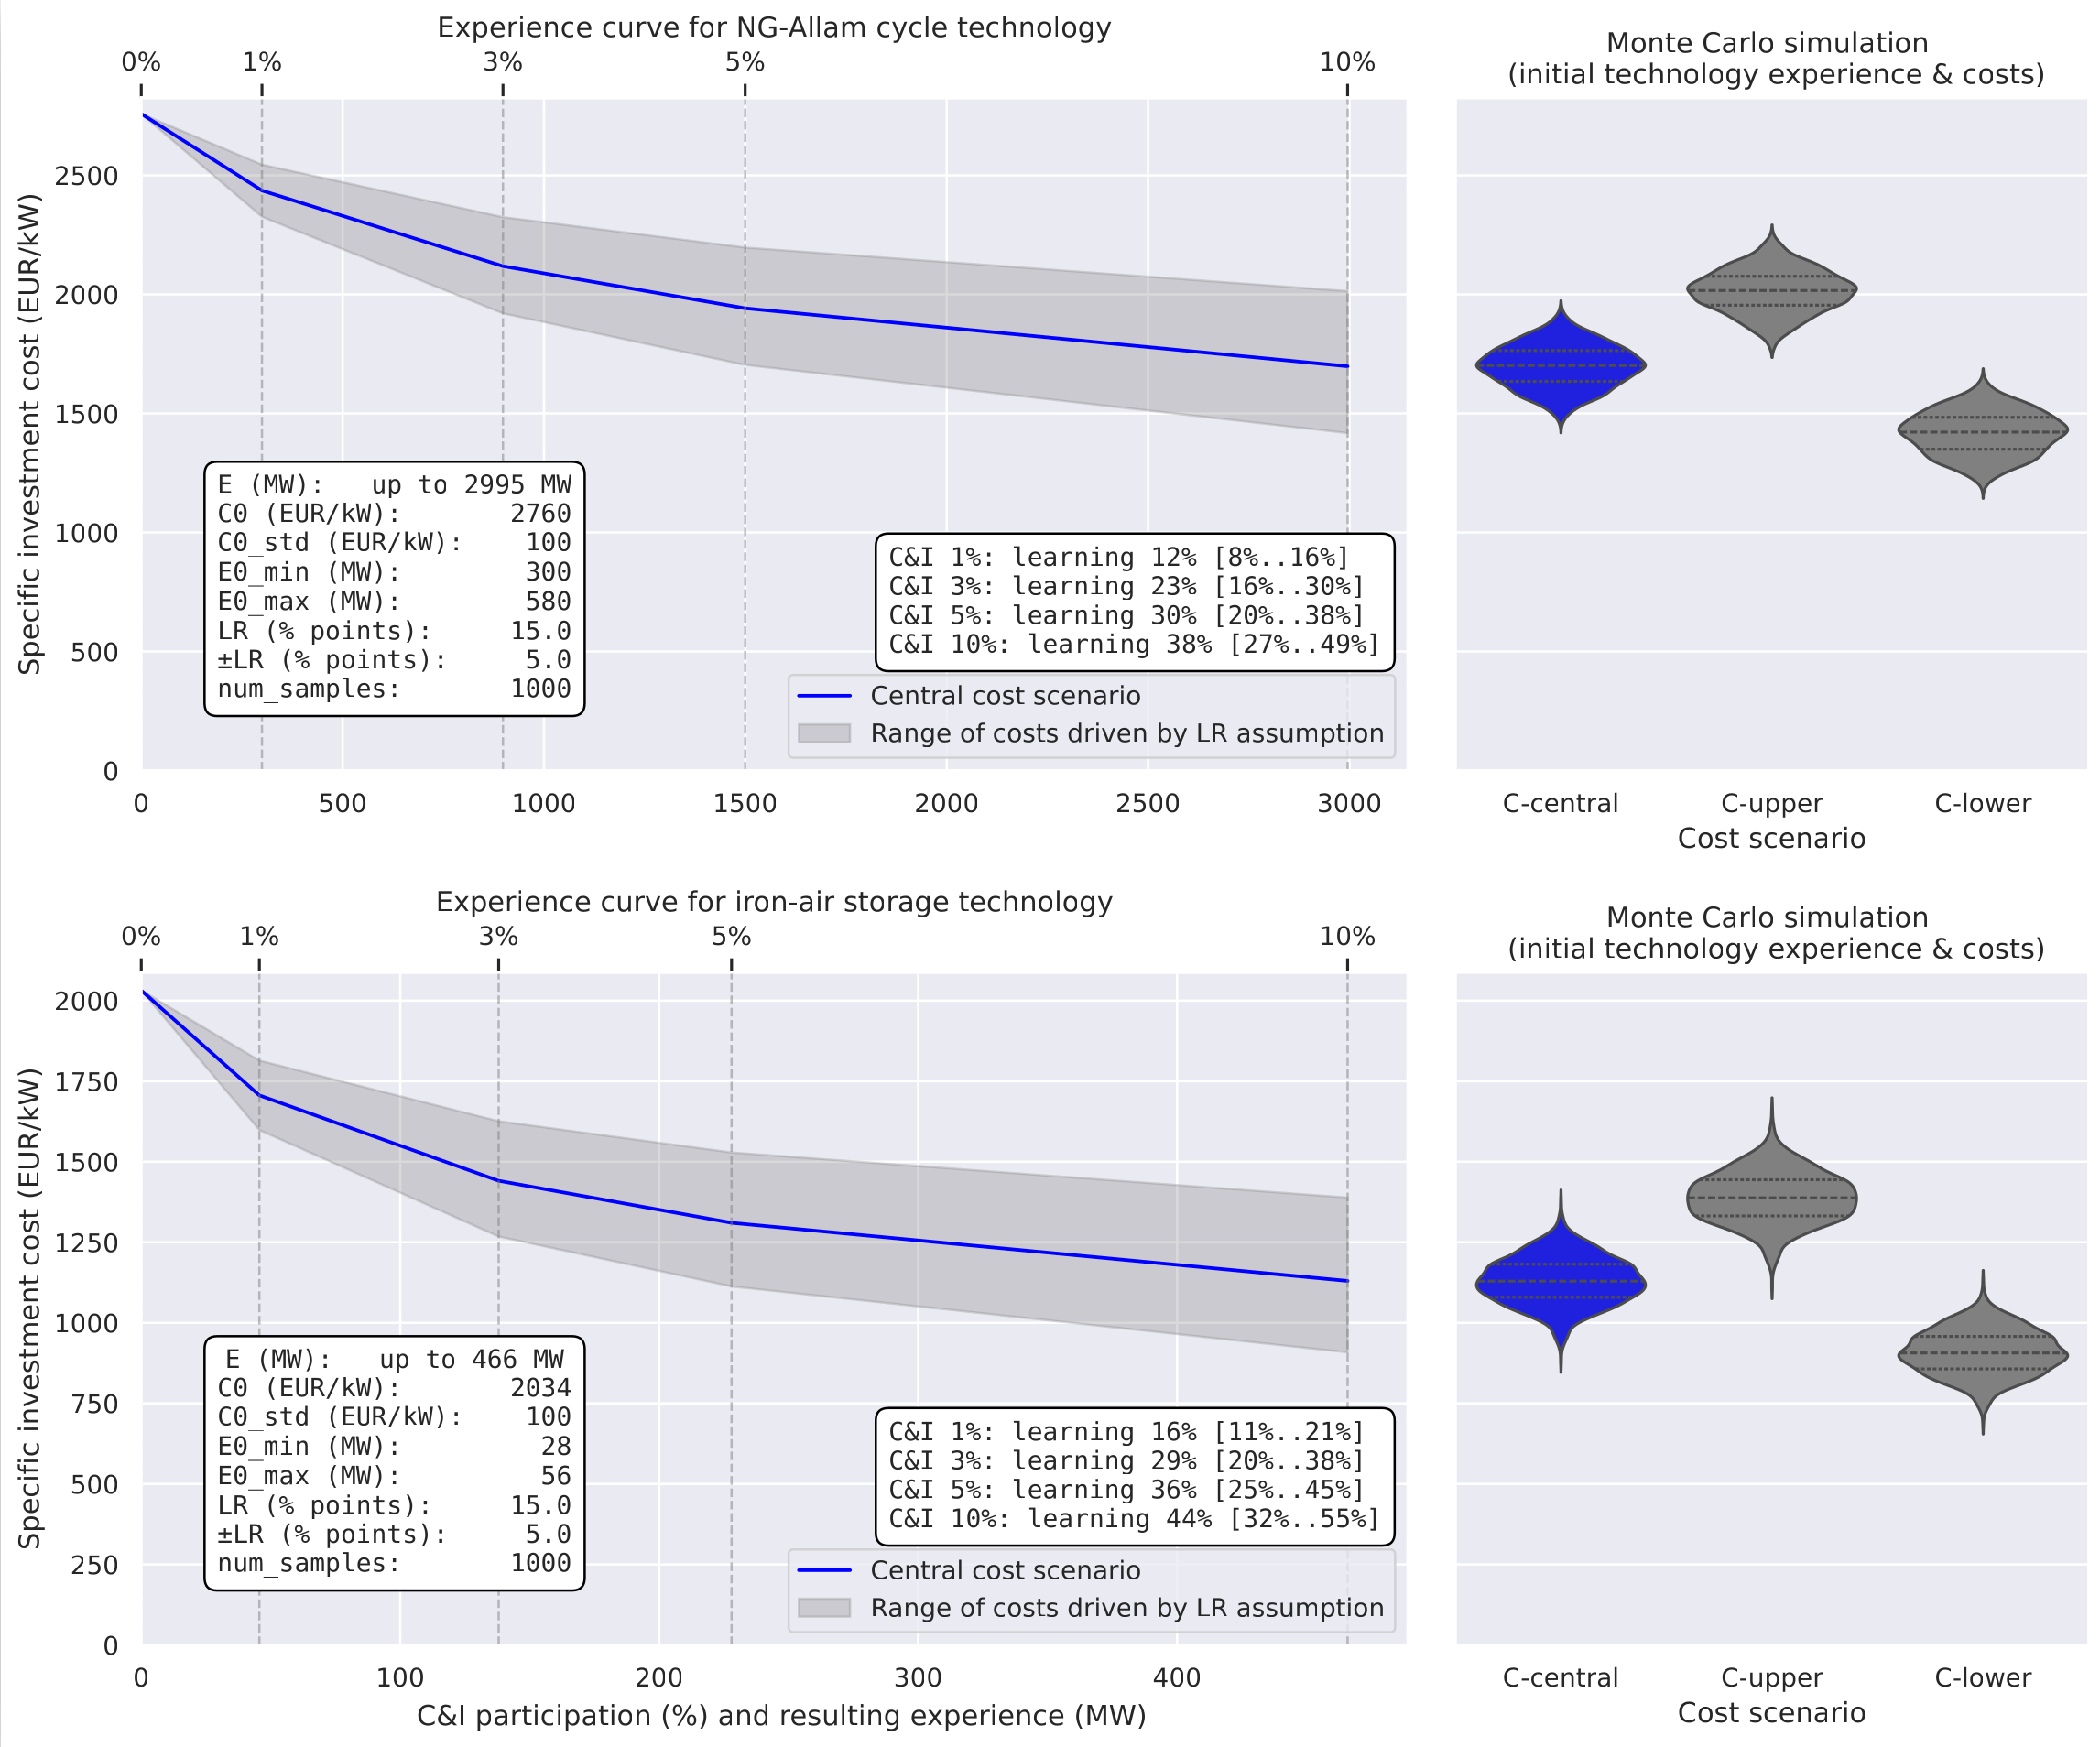 Experience curve for NG-Allam cycle technology
0% 1% 3% 5% 10%
Specific investment cost (EUR/kW)
2500
2000
1500
1000
500
0
E (MW): up to 2995 MW
C0 (EUR/kW): 2760
C0_std (EUR/kW): 100
E0_min (MW): 300
E0_max (MW): 580
LR (% points): 15.0
±LR (% points): 5.0
num_samples: 1000
C&I 1%: learning 12% [8%..16%]
C&I 3%: learning 23% [16%..30%]
C&I 5%: learning 30% [20%..38%]
C&I 10%: learning 38% [27%..49%]
Central cost scenario
Range of costs driven by LR assumption
0 500 1000 1500 2000 2500 3000
Monte Carlo simulation
(initial technology experience & costs)
C-central C-upper C-lower
Cost scenario
Experience curve for iron-air storage technology
0% 1% 3% 5% 10%
Specific investment cost (EUR/kW)
2000
1750
1500
1250
1000
750
500
250
0
E (MW): up to 466 MW
C0 (EUR/kW): 2034
C0_std (EUR/kW): 100
E0_min (MW): 28
E0_max (MW): 56
LR (% points): 15.0
±LR (% points): 5.0
num_samples: 1000
C&I 1%: learning 16% [11%..21%]
C&I 3%: learning 29% [20%..38%]
C&I 5%: learning 36% [25%..45%]
C&I 10%: learning 44% [32%..55%]
Central cost scenario
Range of costs driven by LR assumption
0 100 200 300 400
C&I participation (%) and resulting experience (MW)
Monte Carlo simulation
(initial technology experience & costs)
C-central C-upper C-lower
Cost scenario